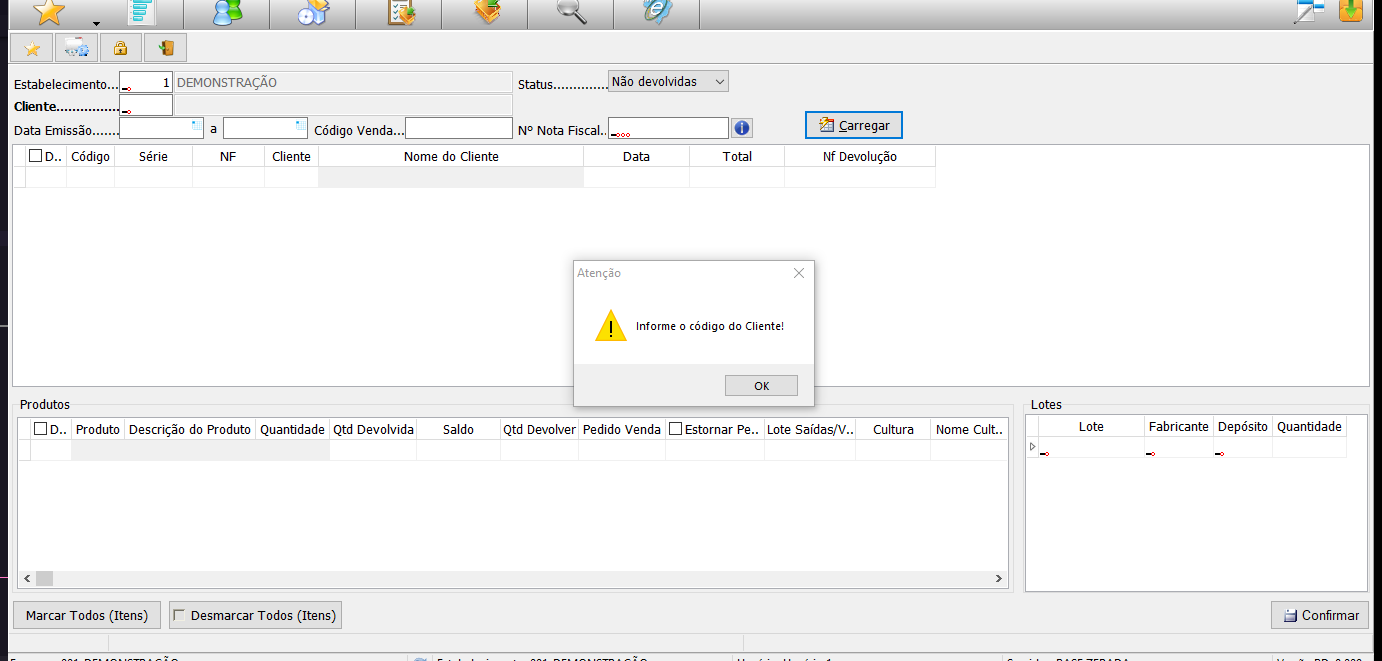 Estabelecimento... 1 DEMONSTRAÇÃO Status............. Não devolvidas
Cliente...............
Data Emissão....... a Código Venda... Nº Nota Fiscal.. Carregar
D.. Código Série NF Cliente Nome do Cliente Data Total Nf Devolução
Atenção
Informe o código do Cliente!
OK
Produtos
D.. Produto Descrição do Produto Quantidade Qtd Devolvida Saldo Qtd Devolver Pedido Venda Estornar Pe.. Lote Saídas/V.. Cultura Nome Cult..
Lotes
Lote Fabricante Depósito Quantidade
Marcar Todos (Itens) Desmarcar Todos (Itens) Confirmar